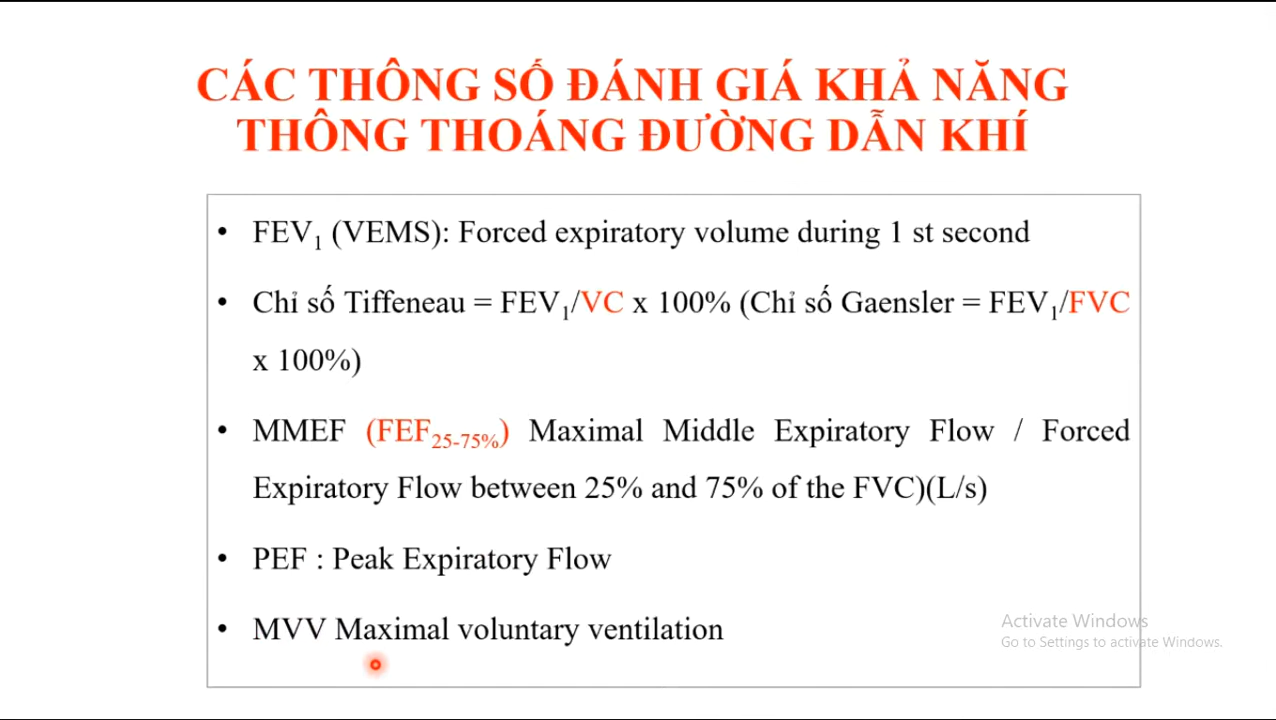 CÁC THÔNG SỐ ĐÁNH GIÁ KHẢ NĂNG
THÔNG THOÁNG ĐƯỜNG DẪN KHÍ
• FEV₁ (VEMS): Forced expiratory volume during 1 st second
• Chỉ số Tiffeneau = FEV₁/VC x 100% (Chỉ số Gaensler = FEV₁/FVC
x 100%)
• MMEF (FEF₂₅₋₇₅%) Maximal Middle Expiratory Flow / Forced
Expiratory Flow between 25% and 75% of the FVC)(L/s)
• PEF : Peak Expiratory Flow
• MVV Maximal voluntary ventilation
Activate Windows
Go to Settings to activate Windows.